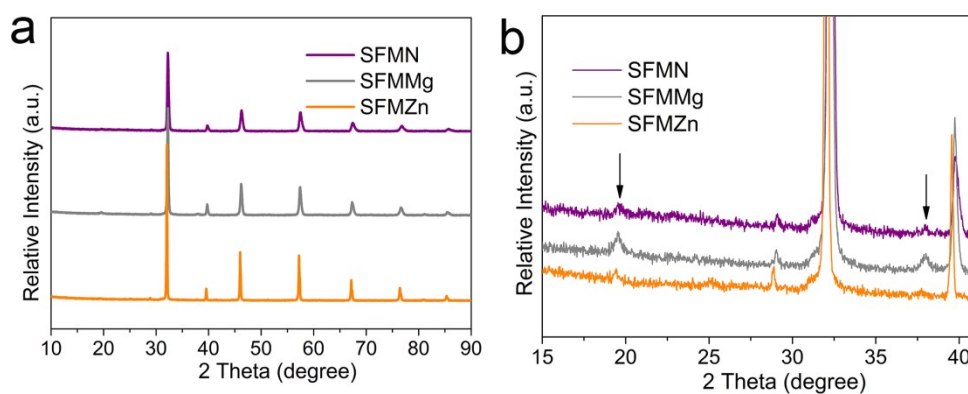 a
SFMN
SFMMg
SFMZn
Relative Intensity (a.u.)
10 20 30 40 50 60 70 80 90
2 Theta (degree)
b
SFMN
SFMMg
SFMZn
Relative Intensity (a.u.)
15 20 25 30 35 40
2 Theta (degree)